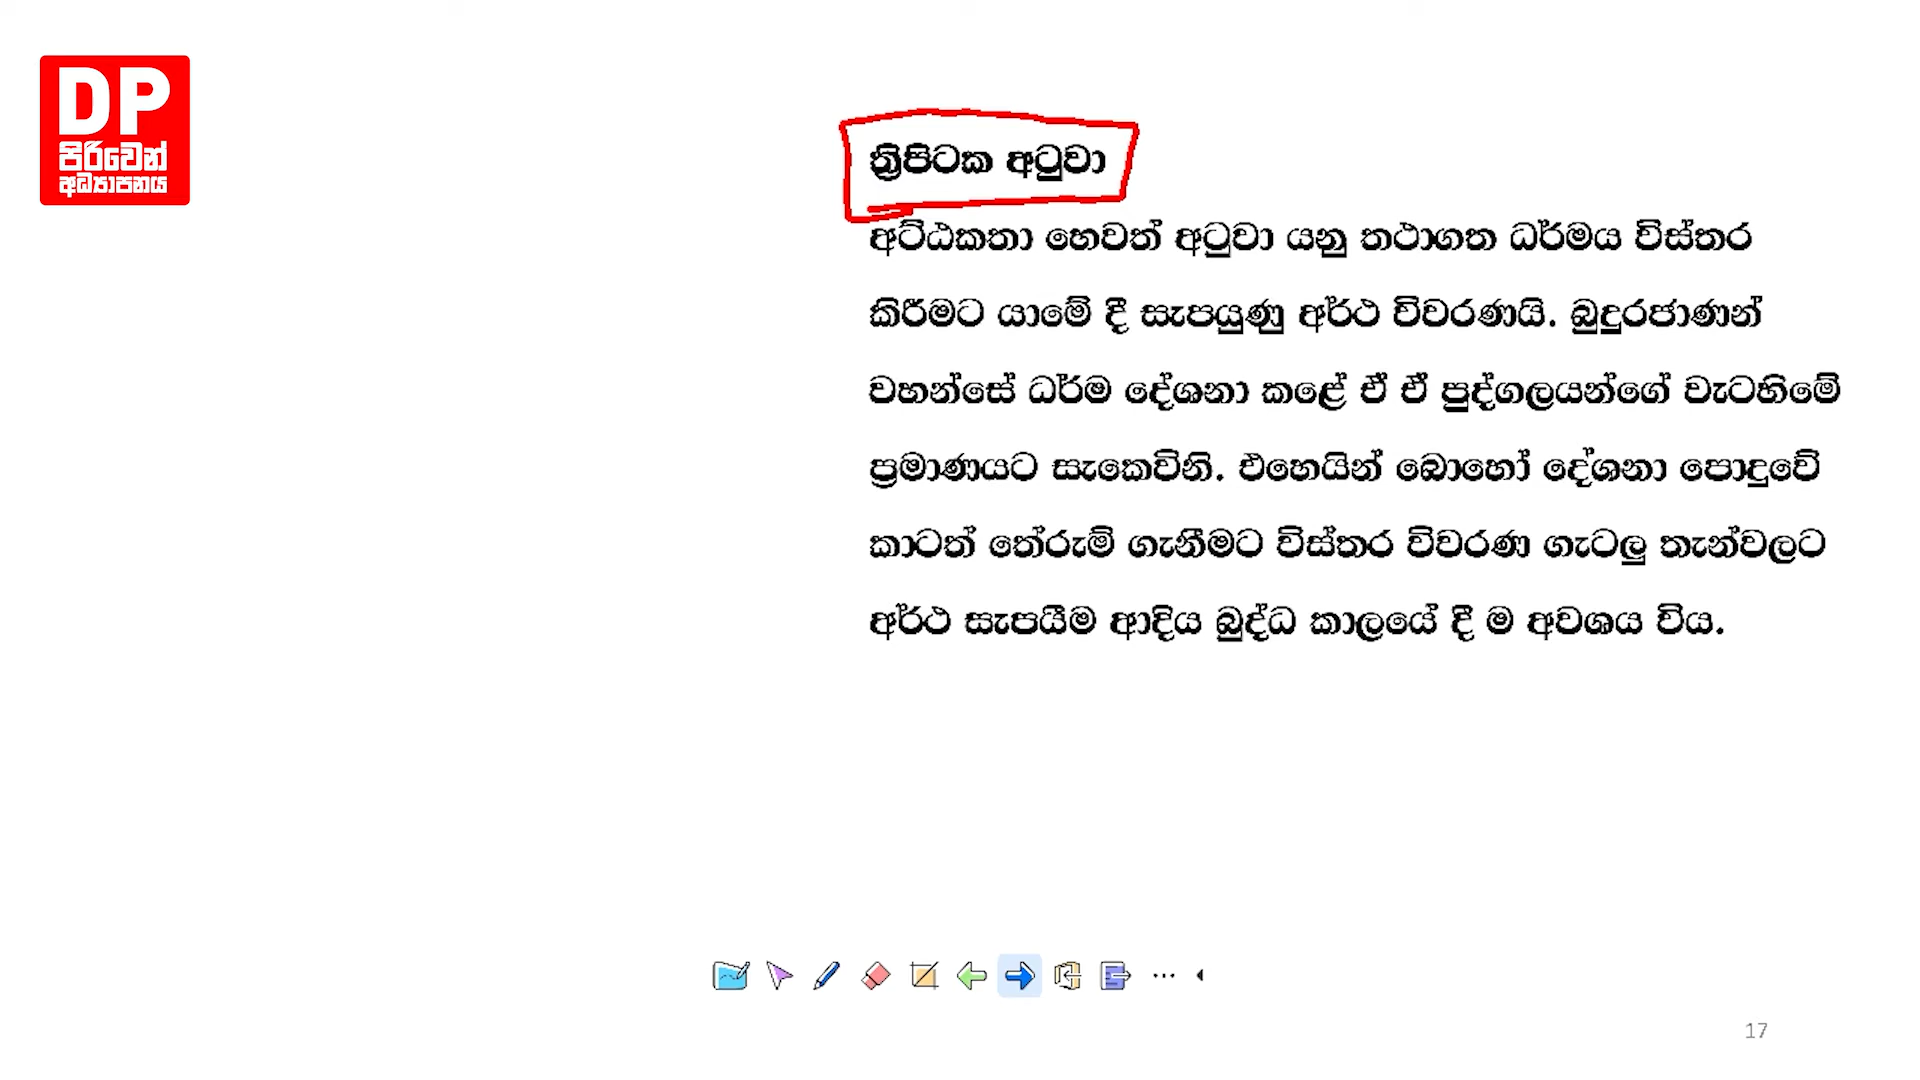 DP
පිරිවෙන්
අධ්‍යාපනය
ත්‍රිපිටක අටුවා
අට්ඨකතා හෙවත් අටුවා යනු තථාගත ධර්මය විස්තර
කිරීමට යාමේ දී සැපයුණු අර්ථ විවරණයි. බුදුරජාණන්
වහන්සේ ධර්ම දේශනා කළේ ඒ ඒ පුද්ගලයන්ගේ වැටහිමේ
ප්‍රමාණයට සැකෙවිනි. එහෙයින් බොහෝ දේශනා පොදුවේ
කාටත් තේරුම් ගැනීමට විස්තර විවරණ ගැටලු තැන්වලට
අර්ථ සැපයීම ආදිය බුද්ධ කාලයේ දී ම අවශය විය.
17